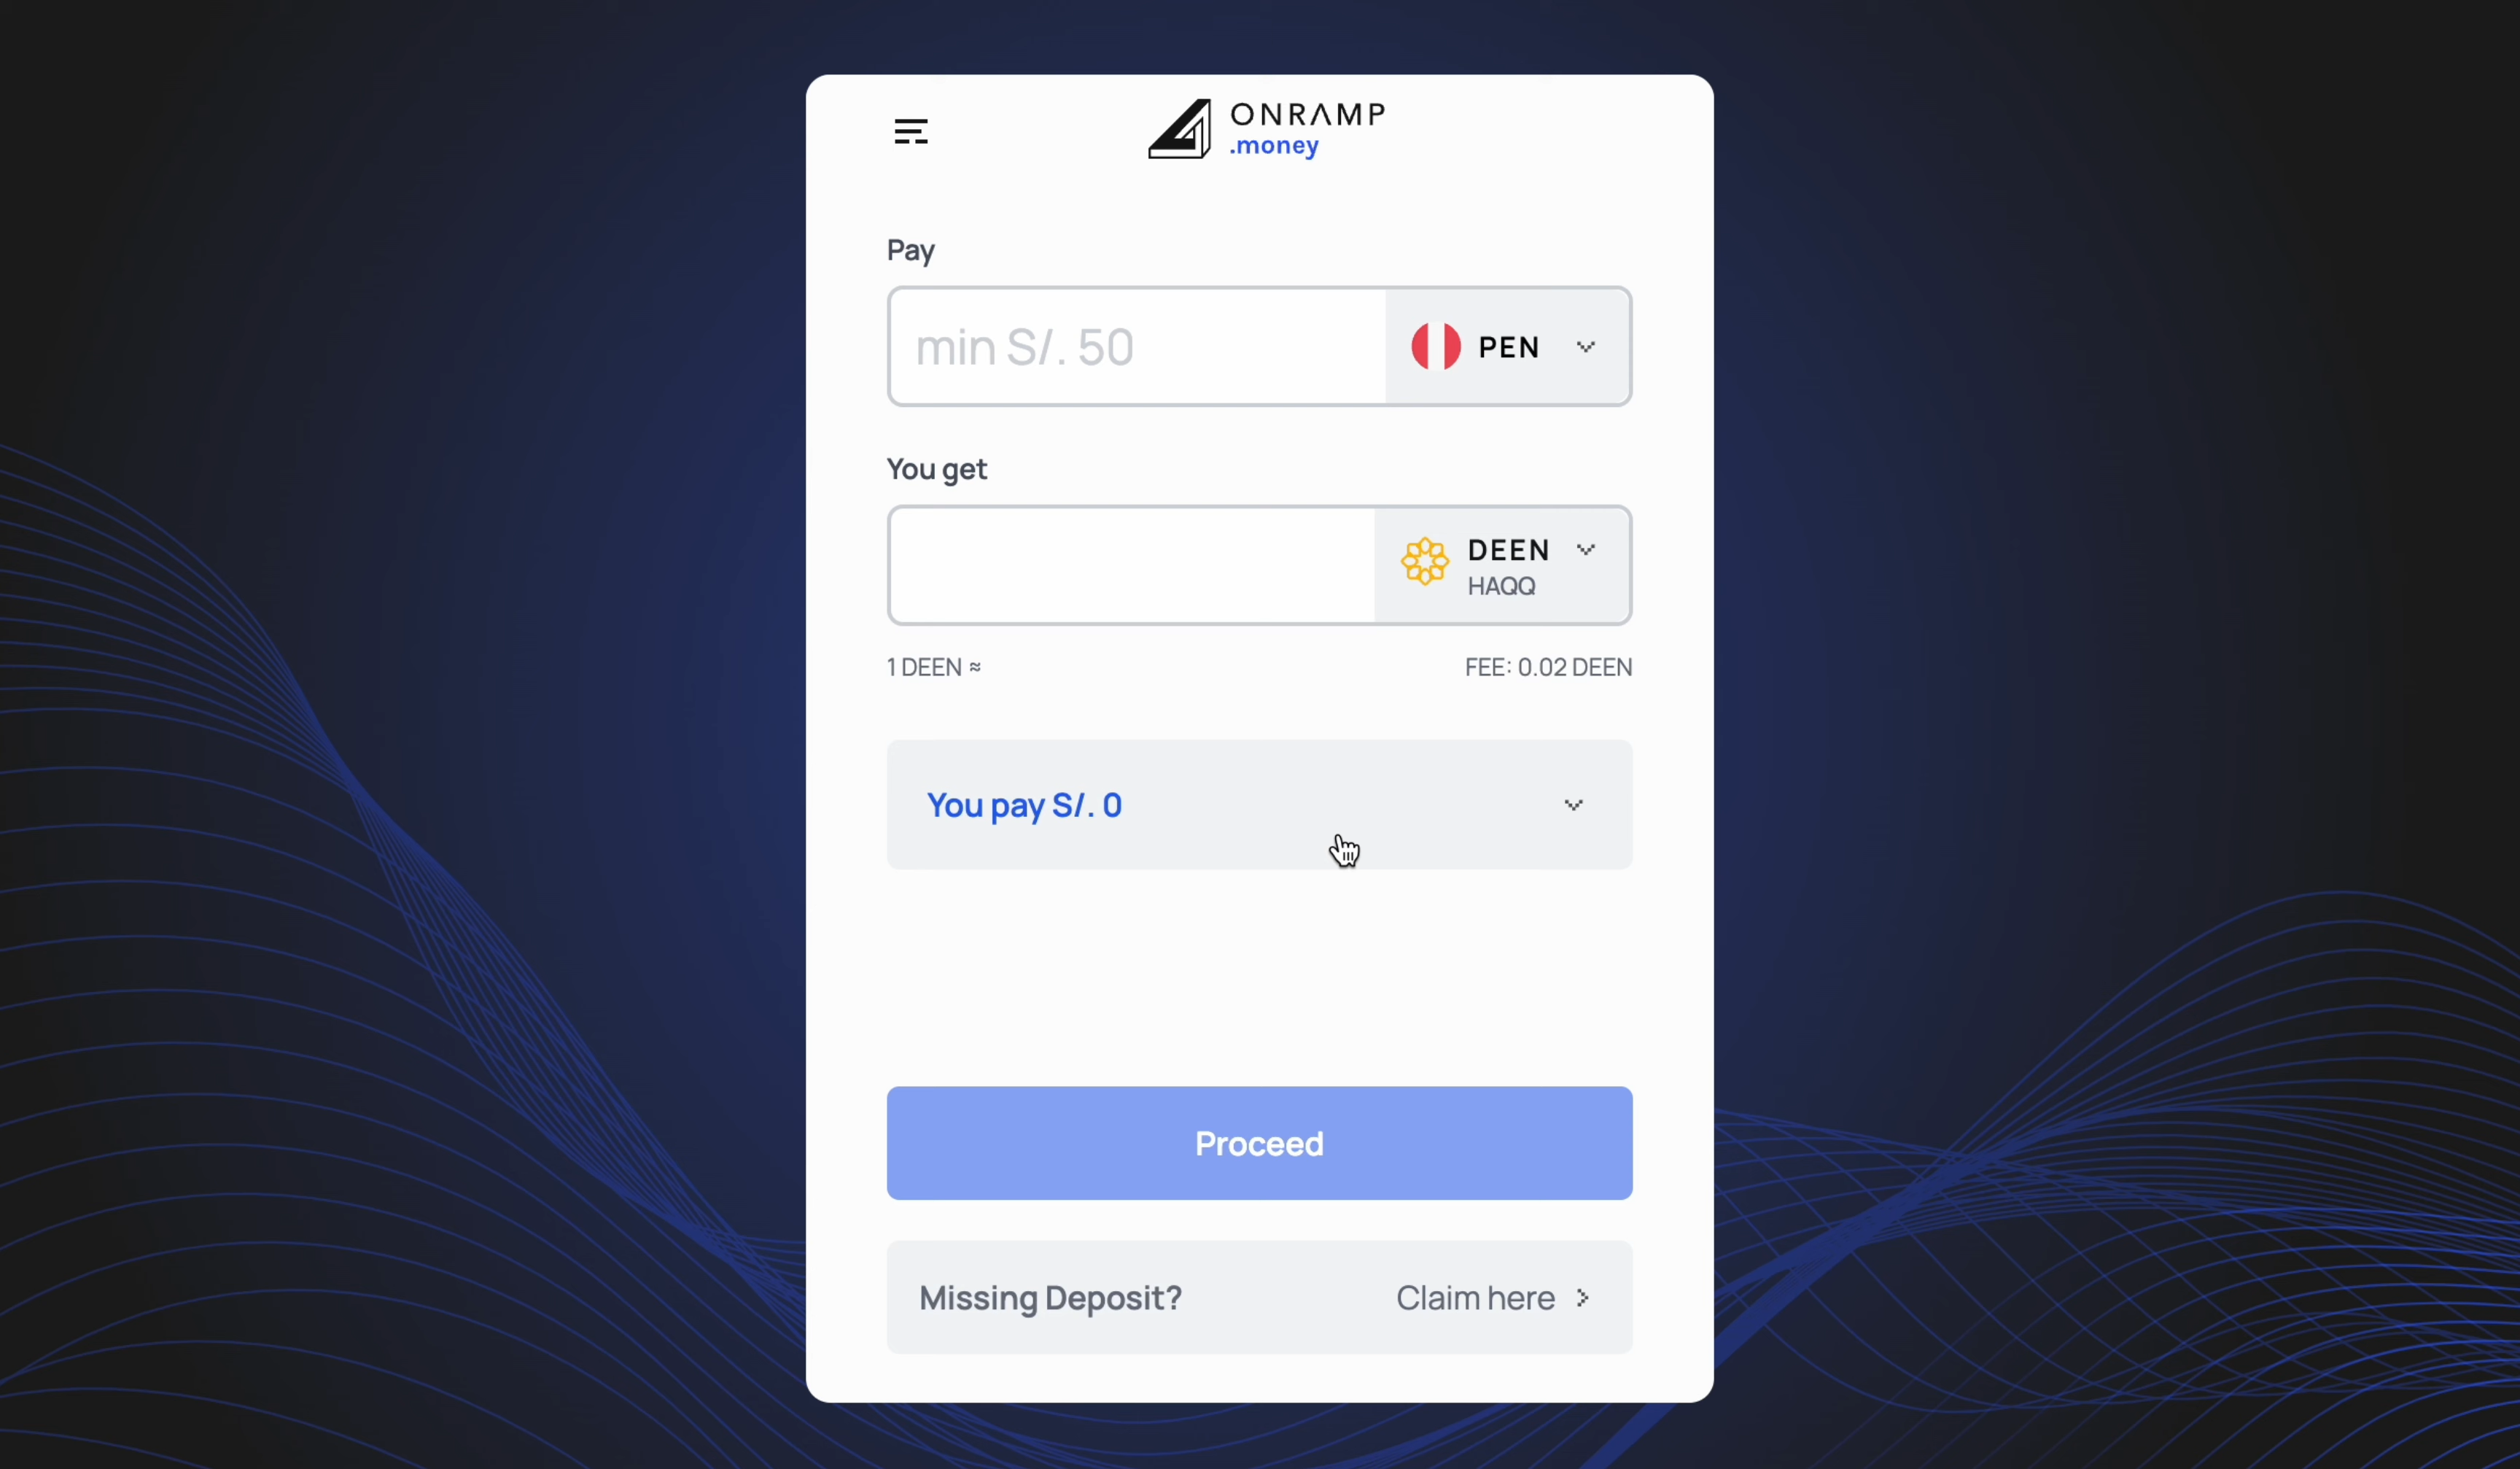 ONRAMP
.money
Pay
min S/. 50
PEN
You get
DEEN
HAQQ
1 DEEN ≈
FEE: 0.02 DEEN
You pay S/. 0
Proceed
Missing Deposit?
Claim here